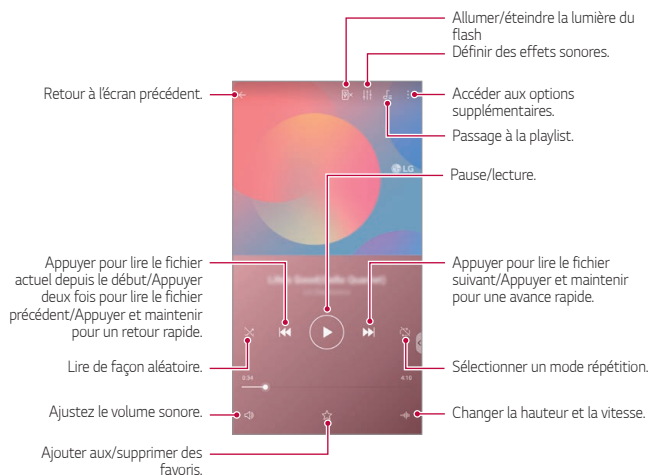 Allumer/éteindre la lumière du
flash
Définir des effets sonores.
Retour à l'écran précédent.
Accéder aux options
supplémentaires.
Passage à la playlist.
LG
Pause/lecture.
Appuyer pour lire le fichier
actuel depuis le début/Appuyer
deux fois pour lire le fichier
précédent/Appuyer et maintenir
pour un retour rapide.
Appuyer pour lire le fichier
suivant/Appuyer et maintenir
pour une avance rapide.
Lire de façon aléatoire.
Sélectionner un mode répétition.
0:34
4:18
Ajustez le volume sonore.
Changer la hauteur et la vitesse.
Ajouter aux/supprimer des
favoris.